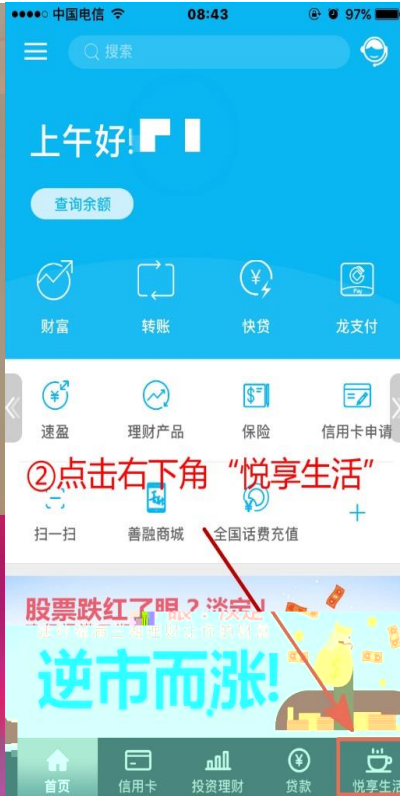 中国电信 08:43 97%
搜索
上午好!
查询余额
财富 转账 快贷 龙支付
Pay
速盈 理财产品 保险 信用卡申请
②点击右下角“悦享生活”
扫一扫 善融商城 全国话费充值
股票跌红了眼？淡定！
逆市而涨!
首页 信用卡 投资理财 贷款 悦享生活